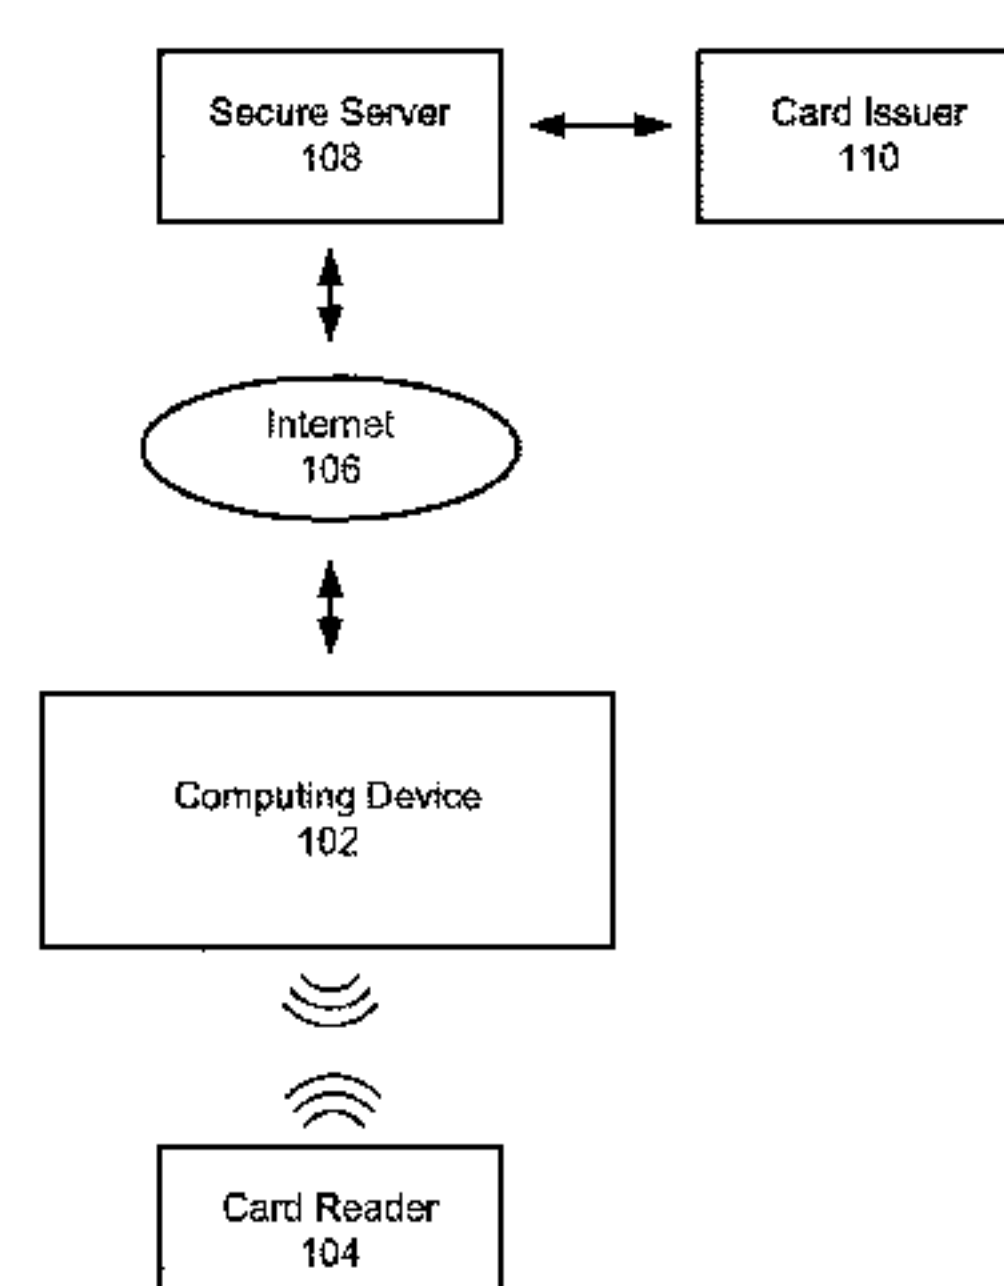 Secure Server
108
Card Issuer
110
Internet
106
Computing Device
102
Card Reader
104